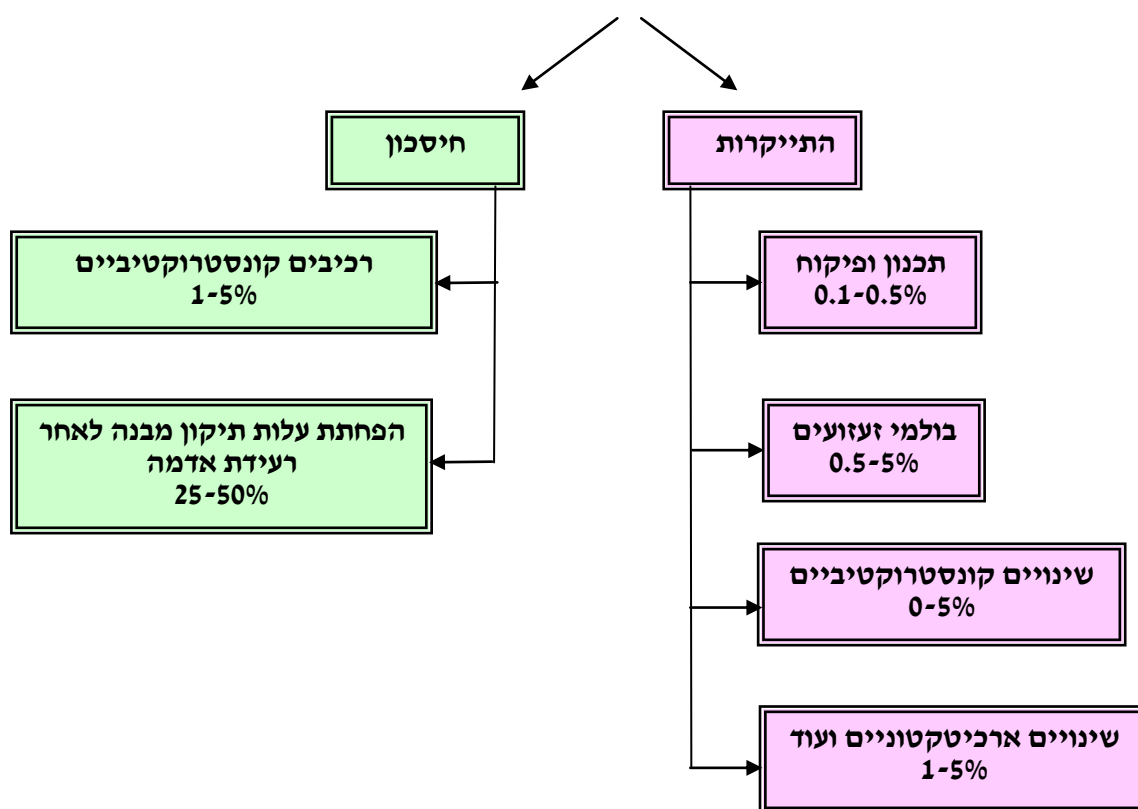 התייקרות
חיסכון
תכנון ופיקוח
0.1-0.5%
בולמי זעזועים
0.5-5%
שינויים קונסטרוקטיביים
0-5%
שינויים ארכיטקטוניים ועוד
1-5%
רכיבים קונסטרוקטיביים
1-5%
הפחתת עלות תיקון מבנה לאחר
רעידת אדמה
25-50%